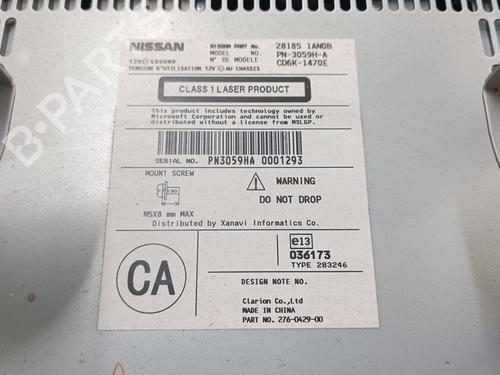 NISSAN
NISSAN PART No. 28185 1AN0B
MODEL No. PN-3059H-A
N° DE MODELE CD6K-1470E
12V ⊖ GROUND
TENSION D'UTILISATION 12V ⊖ AU CHASSIS
CLASS 1 LASER PRODUCT
This product includes technology owned by
Microsoft Corporation and cannot be used or
distributed without a license from MSLGP.
SERIAL NO. PN3059HA 0001293
MOUNT SCREW
M5X8 mm MAX
WARNING
DO NOT DROP
Distributed by Xanavi Informatics Co.
CA
e13
036173
TYPE 283246
DESIGN NOTE NO.
Clarion Co.,Ltd
MADE IN CHINA
PART NO. 276-0429-00
B-Parts